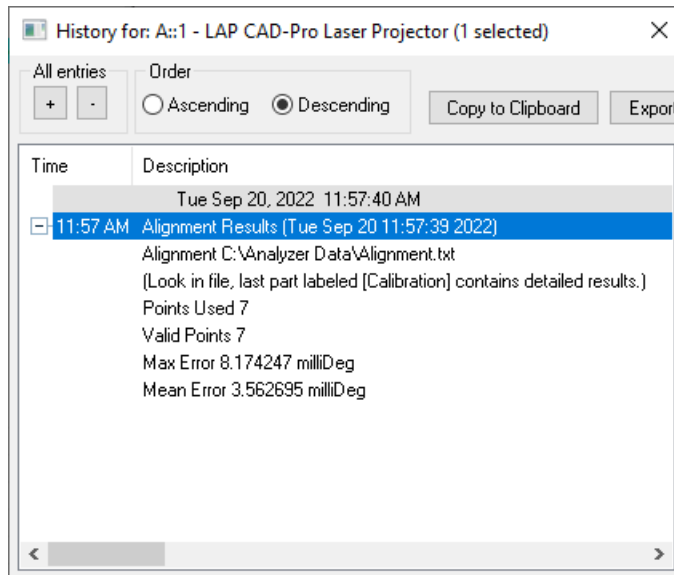 History for: A::1 - LAP CAD-Pro Laser Projector (1 selected)
All entries
Order
+ -
Ascending Descending
Copy to Clipboard
Export
Time Description
Tue Sep 20, 2022 11:57:40 AM
11:57 AM Alignment Results (Tue Sep 20 11:57:39 2022)
Alignment C:\Analyzer Data\Alignment.txt
(Look in file, last part labeled [Calibration] contains detailed results.)
Points Used 7
Valid Points 7
Max Error 8.174247 milliDeg
Mean Error 3.562695 milliDeg